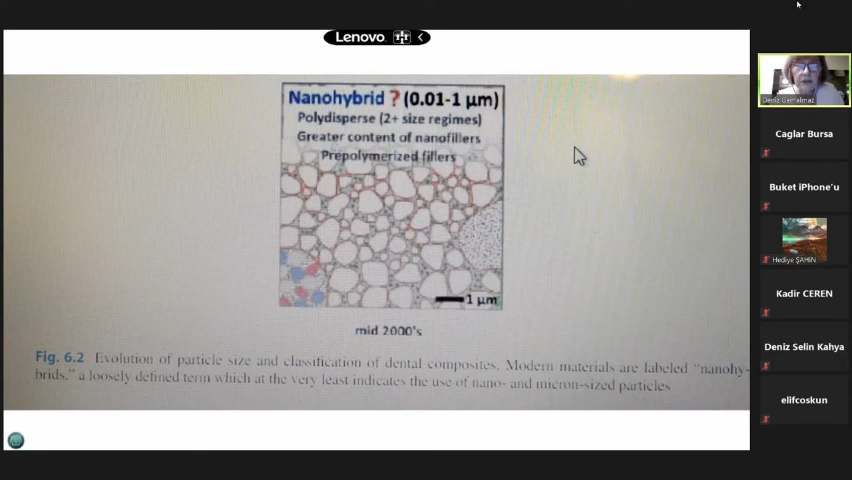 Lenovo
Nanohybrid ? (0.01-1 µm)
Polydisperse (2+ size regimes)
Greater content of nanofillers
Prepolymerized fillers
1 µm
mid 2000's
Fig. 6.2 Evolution of particle size and classification of dental composites. Modern materials are labeled “nanohy-
brids,” a loosely defined term which at the very least indicates the use of nano- and micron-sized particles
Deniz Gemalmaz
Caglar Bursa
Buket iPhone’u
Hediye ŞAHİN
Kadir CEREN
Deniz Selin Kahya
elifcoskun